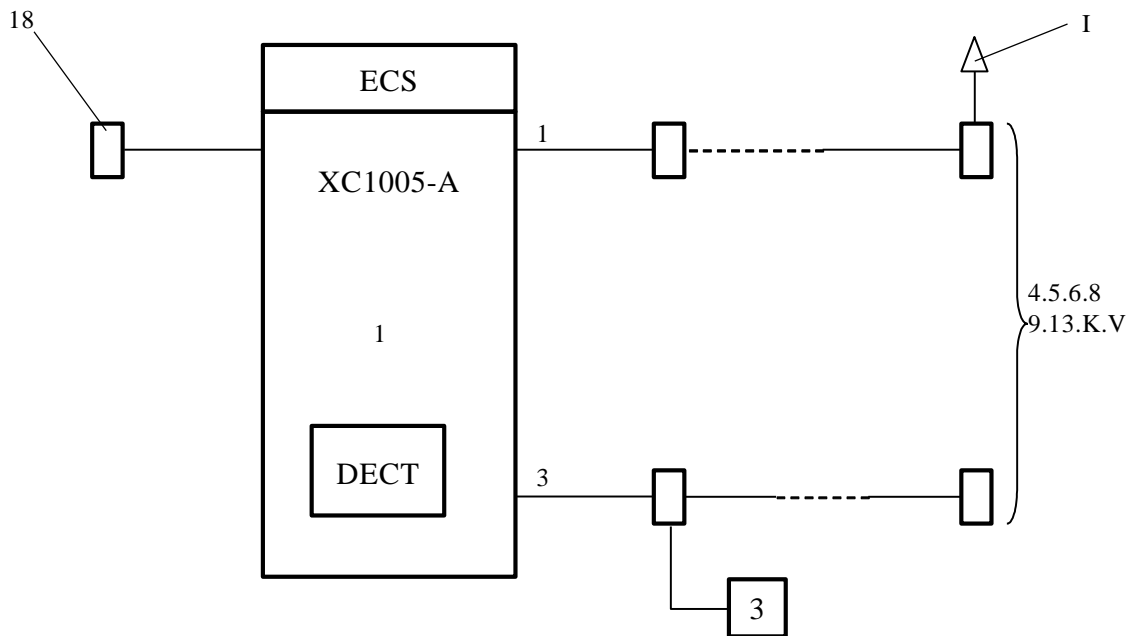 18
I
ECS
1
XC1005-A
4.5.6.8
9.13.K.V
1
DECT
3
3